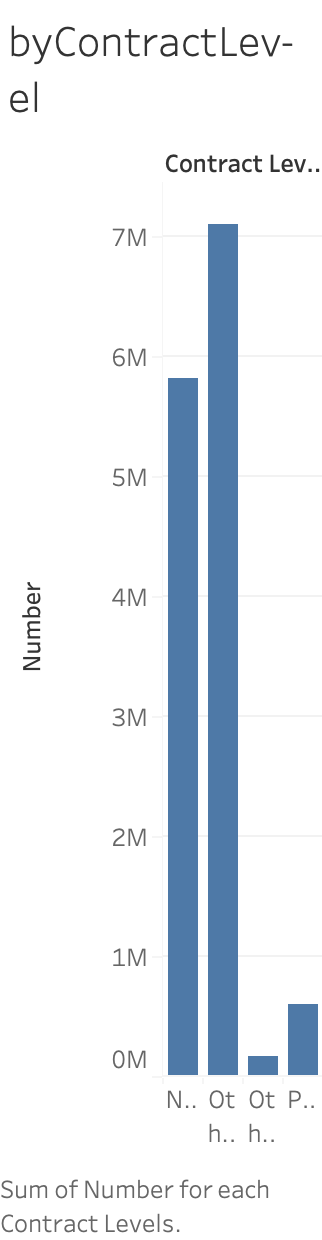 byContractLev-
el
Contract Lev..
7M
6M
5M
4M
Number
3M
2M
1M
0M
N.. Ot Ot P..
h.. h..
Sum of Number for each
Contract Levels.